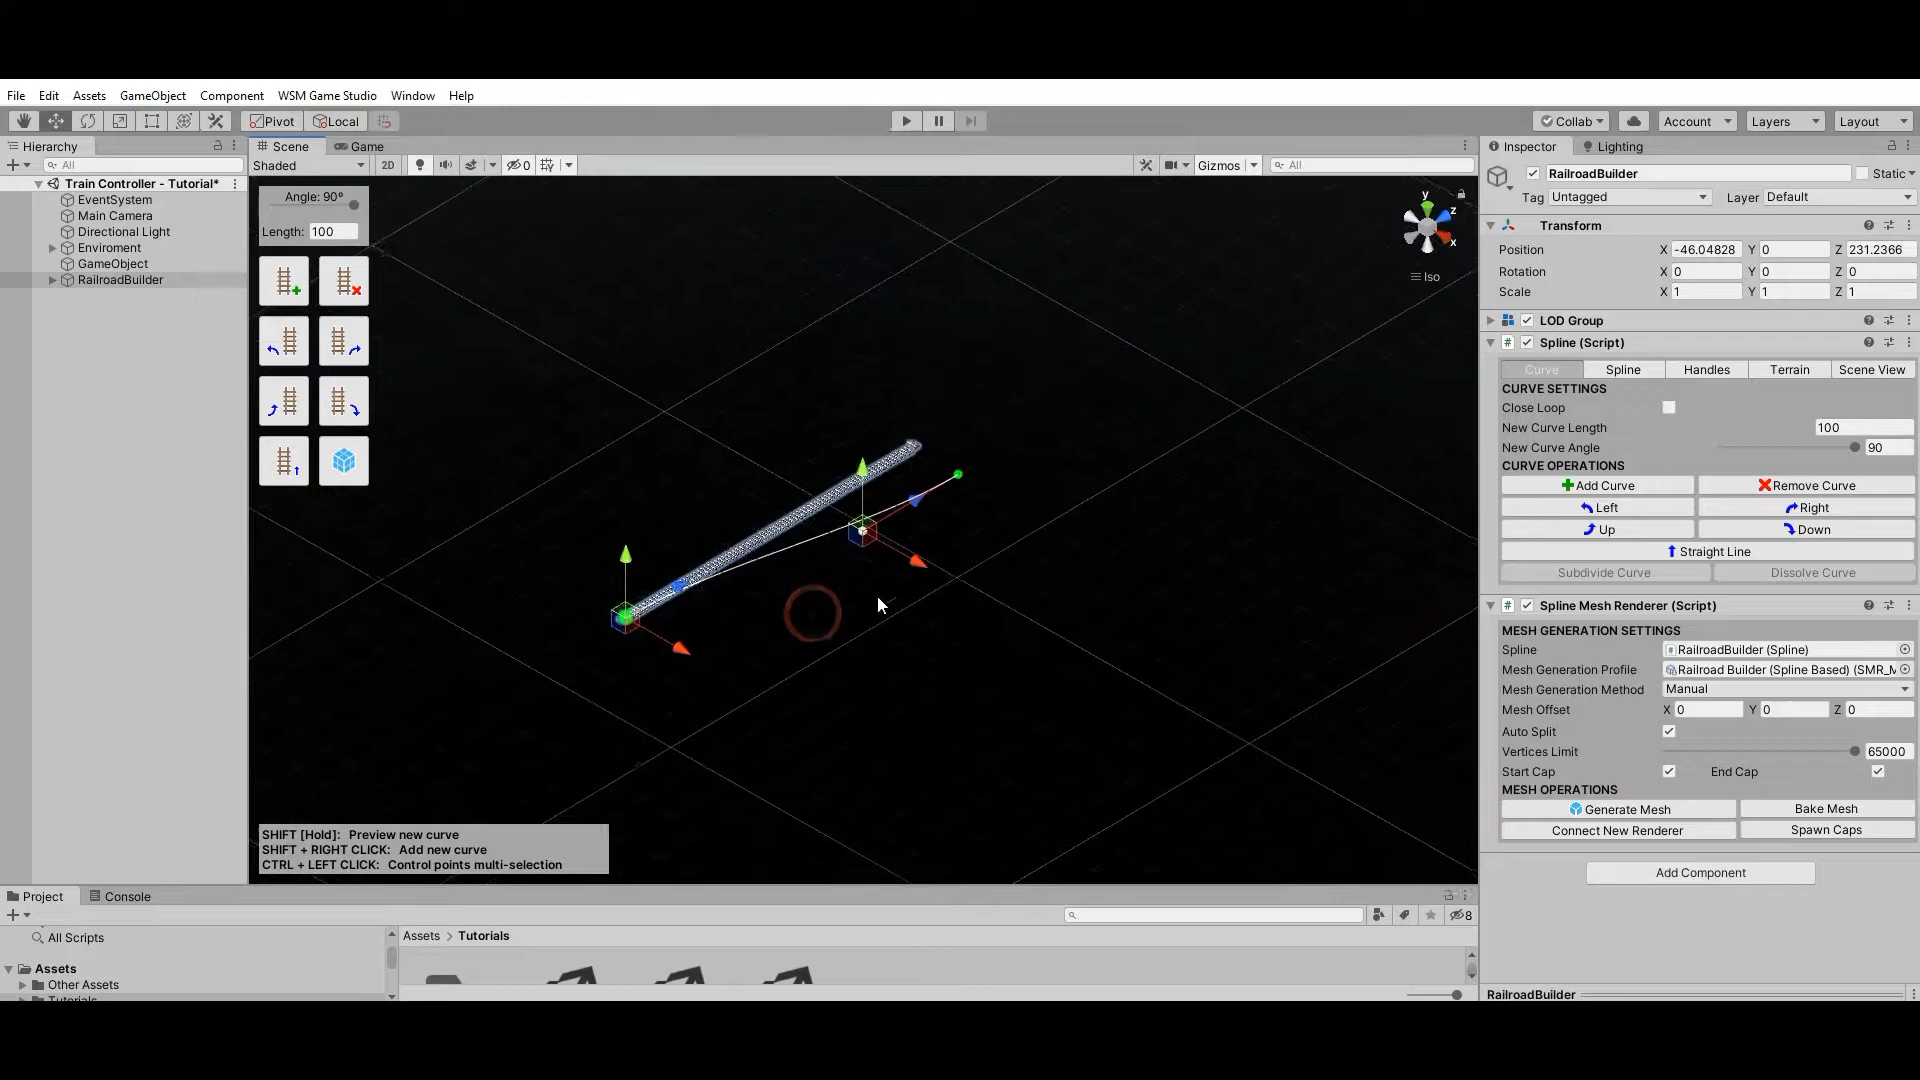 File Edit Assets GameObject Component WSM Game Studio Window Help
Pivot Local Collab Account Layers Layout
Hierarchy Scene Game Inspector Lighting
All Shaded 2D 0 Gizmos All
RailroadBuilder Static
Tag Untagged Layer Default
Train Controller - Tutorial*
EventSystem
Main Camera
Directional Light
Enviroment
GameObject
RailroadBuilder
Angle: 90°
Length: 100
y
z
x
Iso
SHIFT [Hold]: Preview new curve
SHIFT + RIGHT CLICK: Add new curve
CTRL + LEFT CLICK: Control points multi-selection
Transform
Position X -46.04828 Y 0 Z 231.2366
Rotation X 0 Y 0 Z 0
Scale X 1 Y 1 Z 1
LOD Group
# Spline (Script)
Curve Spline Handles Terrain Scene View
CURVE SETTINGS
Close Loop
New Curve Length 100
New Curve Angle 90
CURVE OPERATIONS
Add Curve Remove Curve
Left Right
Up Down
Straight Line
Subdivide Curve Dissolve Curve
# Spline Mesh Renderer (Script)
MESH GENERATION SETTINGS
Spline RailroadBuilder (Spline)
Mesh Generation Profile Railroad Builder (Spline Based) (SMR_M
Mesh Generation Method Manual
Mesh Offset X 0 Y 0 Z 0
Auto Split
Vertices Limit 65000
Start Cap End Cap
MESH OPERATIONS
Generate Mesh Bake Mesh
Connect New Renderer Spawn Caps
Add Component
RailroadBuilder
Project Console
8
All Scripts
Assets
Other Assets
Tutorials
Assets > Tutorials